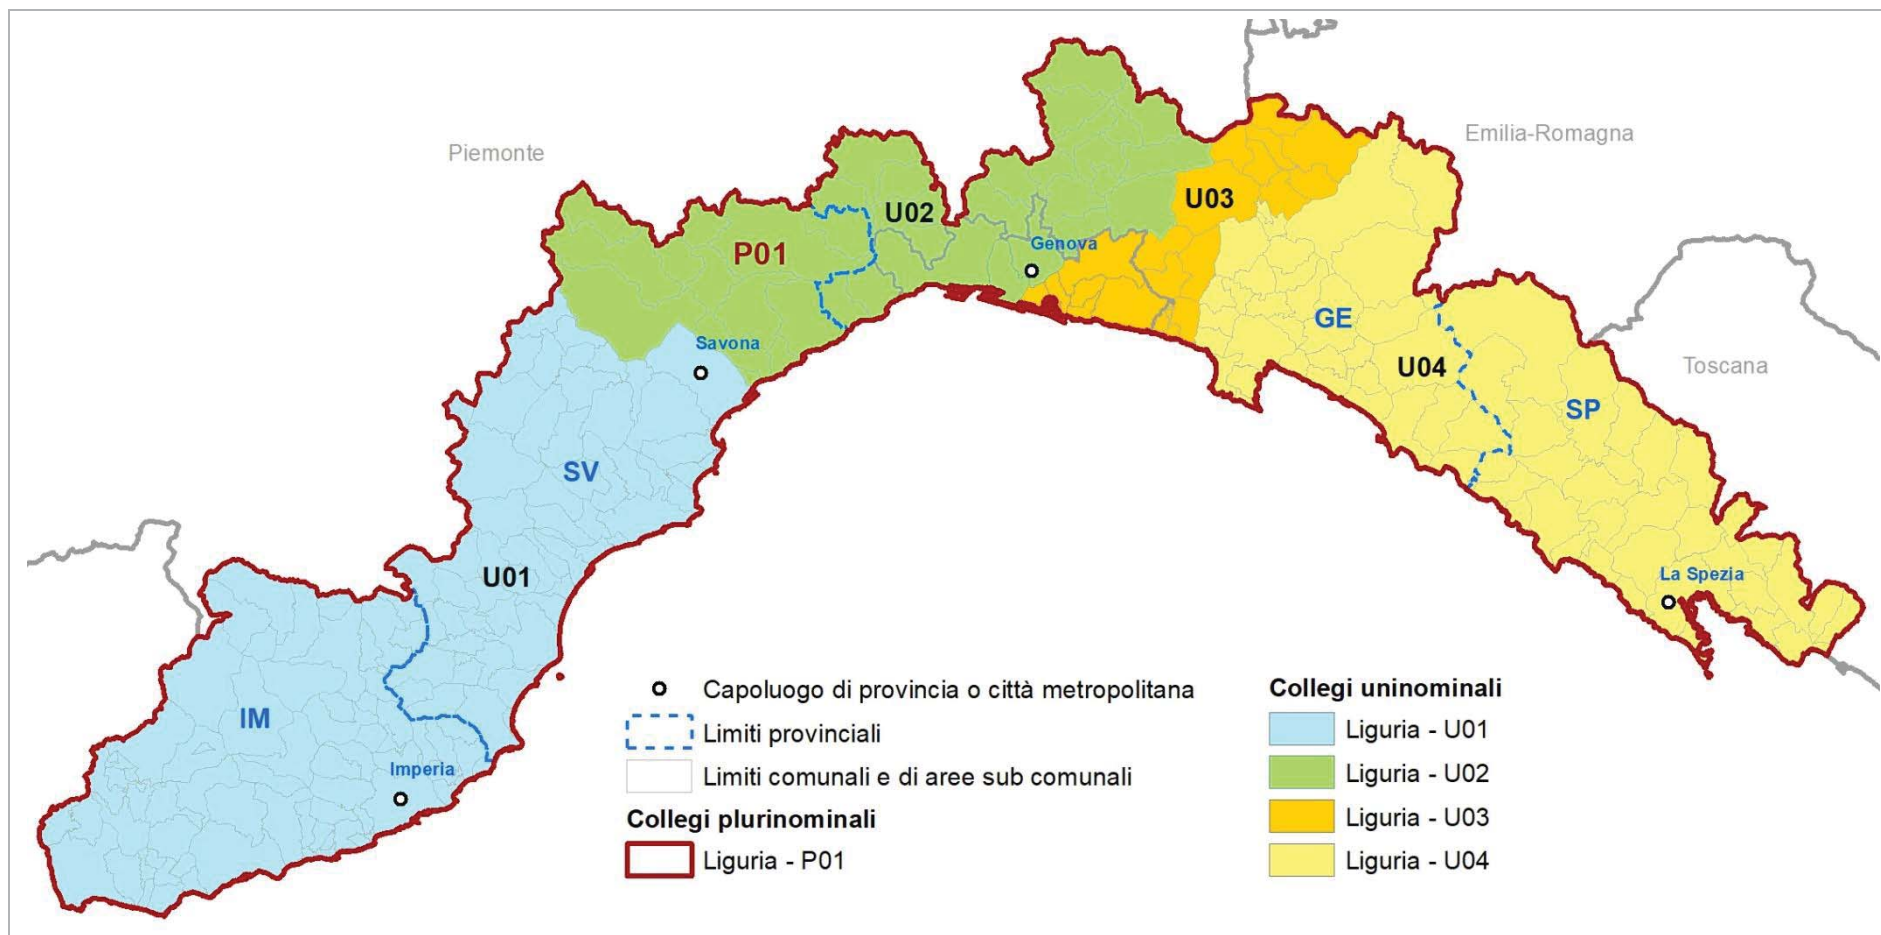 Piemonte
Emilia-Romagna
Toscana
P01
U02
U03
Genova
Savona
GE
U04
SP
SV
U01
La Spezia
IM
Imperia
Capoluogo di provincia o città metropolitana
Limiti provinciali
Limiti comunali e di aree sub comunali
Collegi plurinominali
Liguria - P01
Collegi uninominali
Liguria - U01
Liguria - U02
Liguria - U03
Liguria - U04